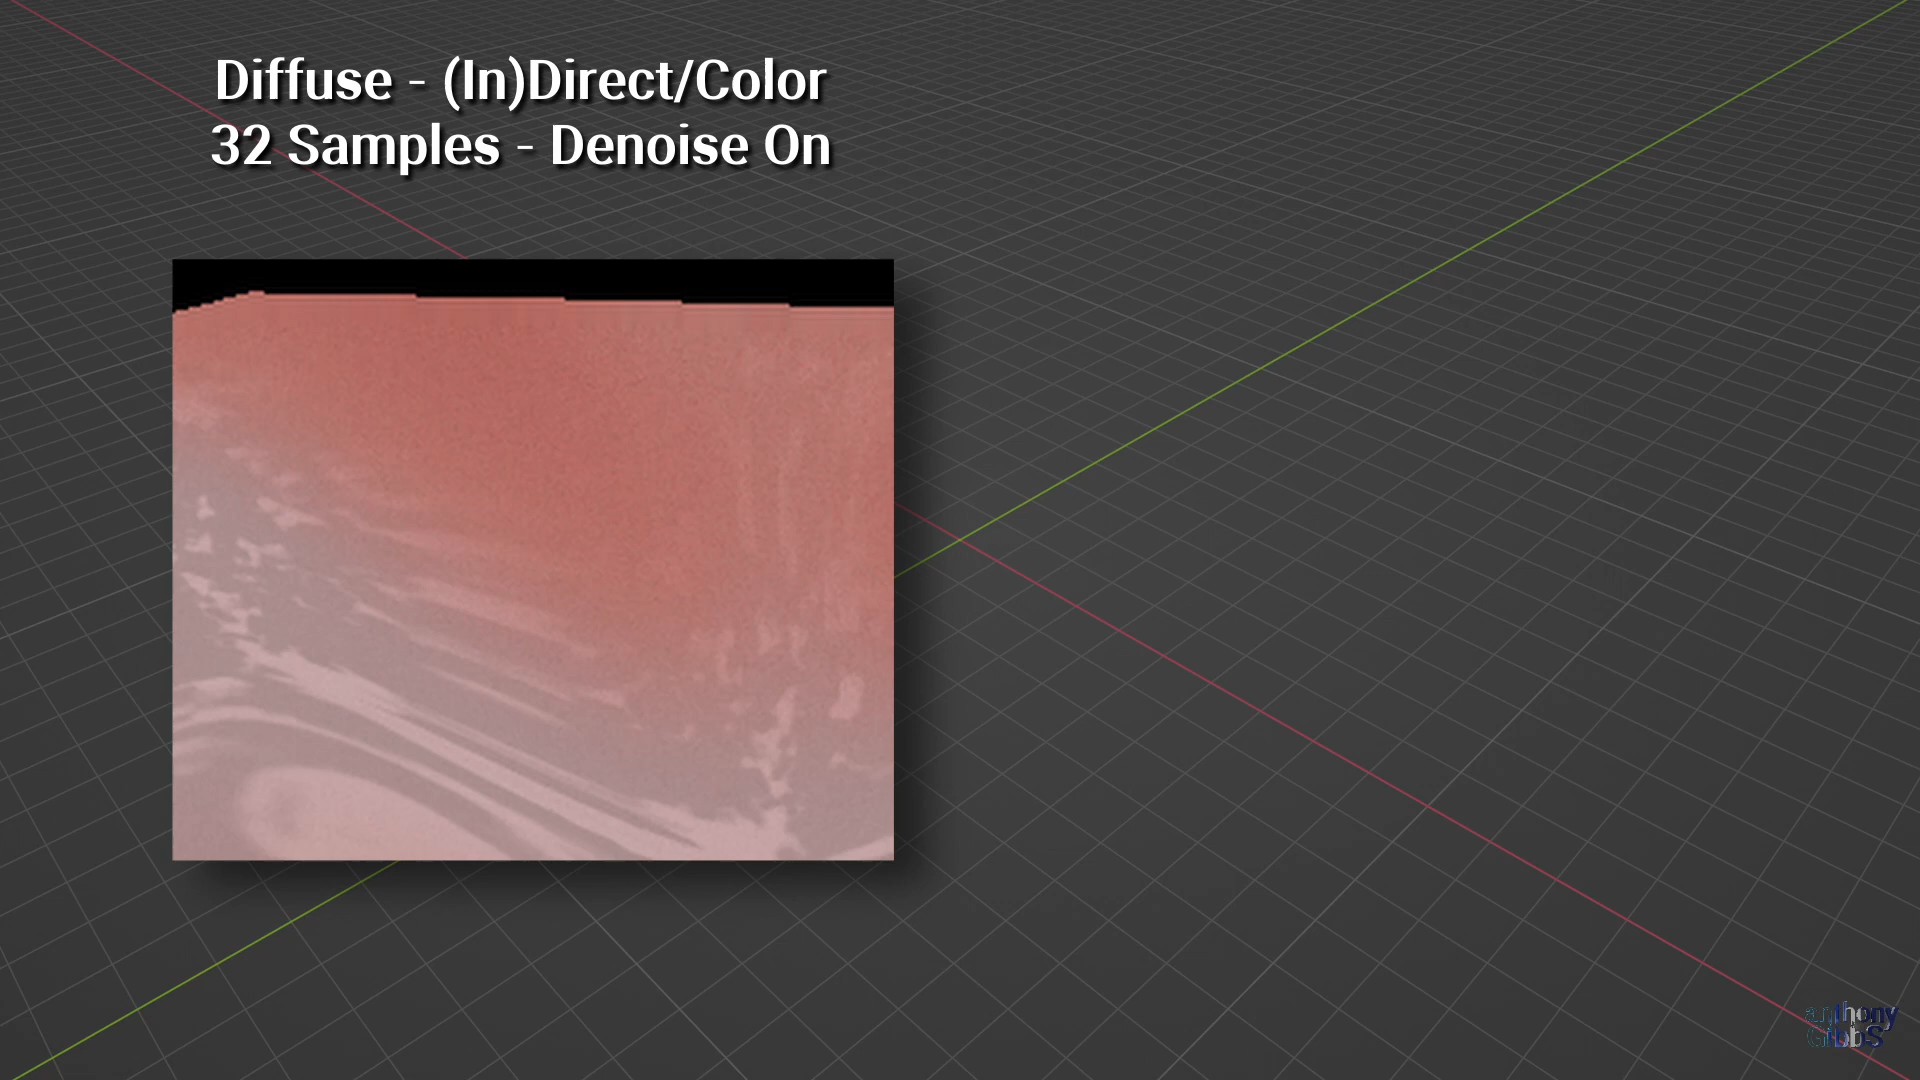 Diffuse - (In)Direct/Color
32 Samples - Denoise On
anthony
GibbS